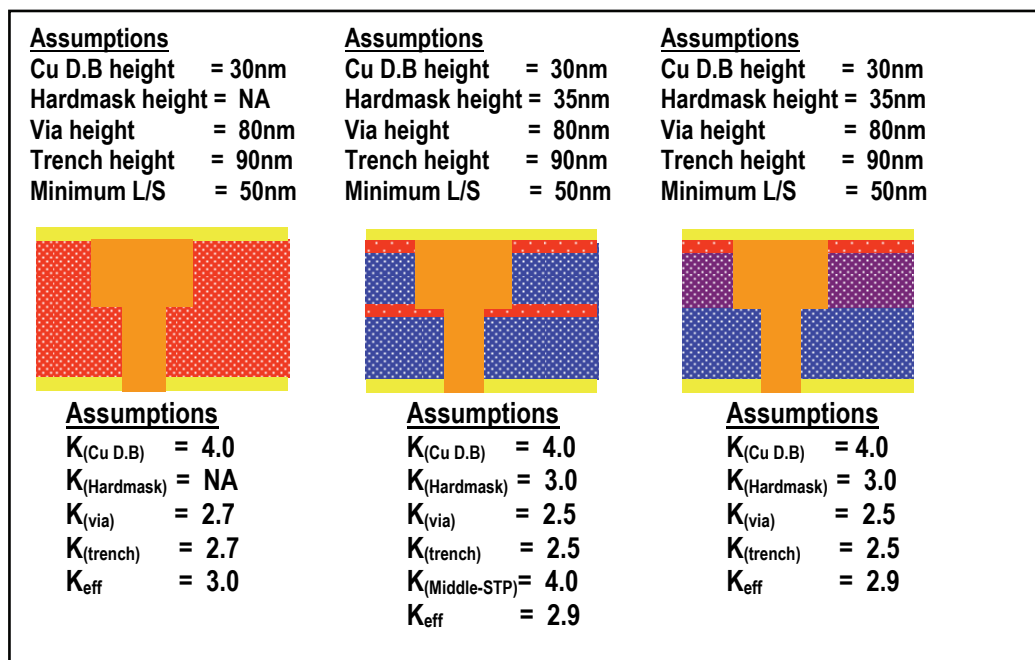 Assumptions
Cu D.B height = 30nm
Hardmask height = NA
Via height = 80nm
Trench height = 90nm
Minimum L/S = 50nm
Assumptions
Cu D.B height = 30nm
Hardmask height = 35nm
Via height = 80nm
Trench height = 90nm
Minimum L/S = 50nm
Assumptions
Cu D.B height = 30nm
Hardmask height = 35nm
Via height = 80nm
Trench height = 90nm
Minimum L/S = 50nm
Assumptions
K(Cu D.B) = 4.0
K(Hardmask) = NA
K(via) = 2.7
K(trench) = 2.7
Keff = 3.0
Assumptions
K(Cu D.B) = 4.0
K(Hardmask) = 3.0
K(via) = 2.5
K(trench) = 2.5
K(Middle-STP)= 4.0
Keff = 2.9
Assumptions
K(Cu D.B) = 4.0
K(Hardmask) = 3.0
K(via) = 2.5
K(trench) = 2.5
Keff = 2.9